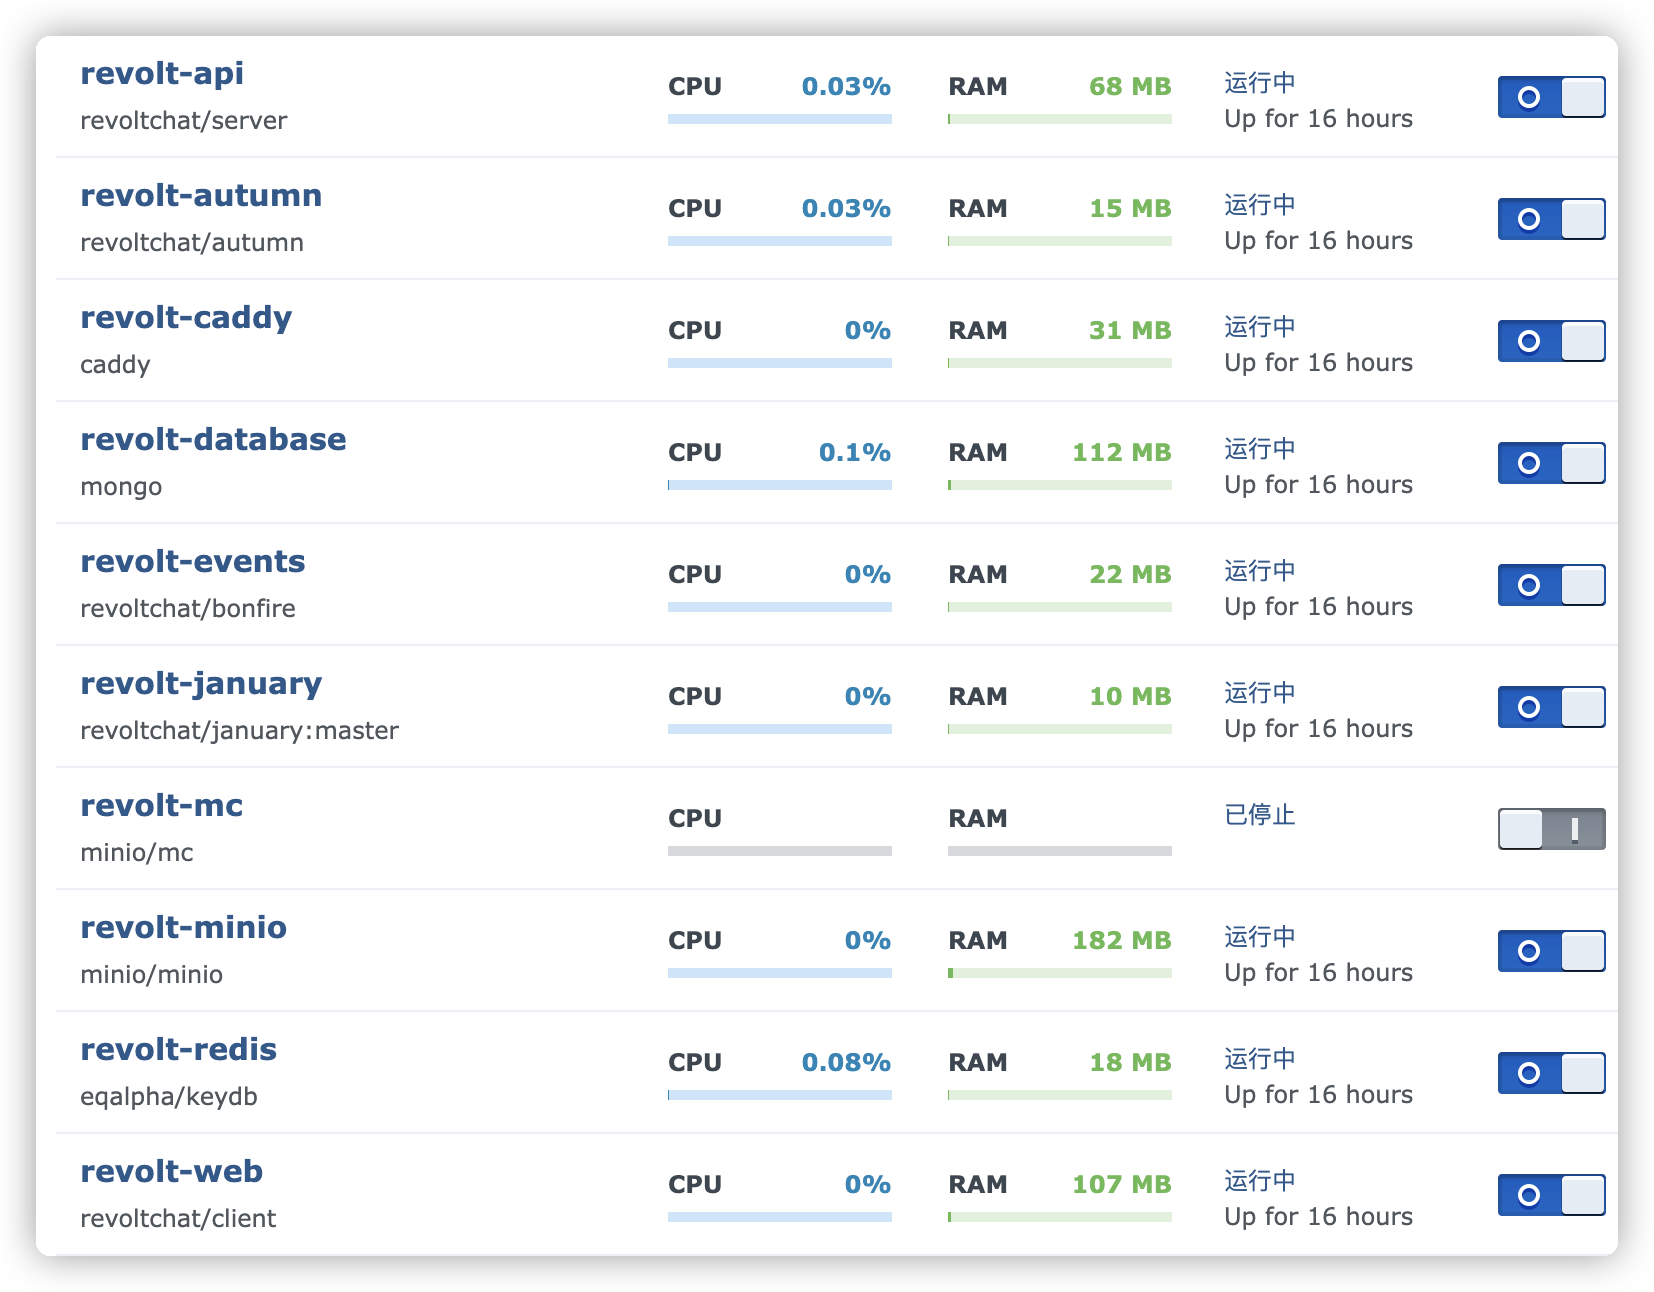 revolt-api
CPU 0.03% RAM 68 MB 运行中
revoltchat/server Up for 16 hours
revolt-autumn
CPU 0.03% RAM 15 MB 运行中
revoltchat/autumn Up for 16 hours
revolt-caddy
CPU 0% RAM 31 MB 运行中
caddy Up for 16 hours
revolt-database
CPU 0.1% RAM 112 MB 运行中
mongo Up for 16 hours
revolt-events
CPU 0% RAM 22 MB 运行中
revoltchat/bonfire Up for 16 hours
revolt-january
CPU 0% RAM 10 MB 运行中
revoltchat/january:master Up for 16 hours
revolt-mc
CPU RAM 已停止
minio/mc
revolt-minio
CPU 0% RAM 182 MB 运行中
minio/minio Up for 16 hours
revolt-redis
CPU 0.08% RAM 18 MB 运行中
eqalpha/keydb Up for 16 hours
revolt-web
CPU 0% RAM 107 MB 运行中
revoltchat/client Up for 16 hours